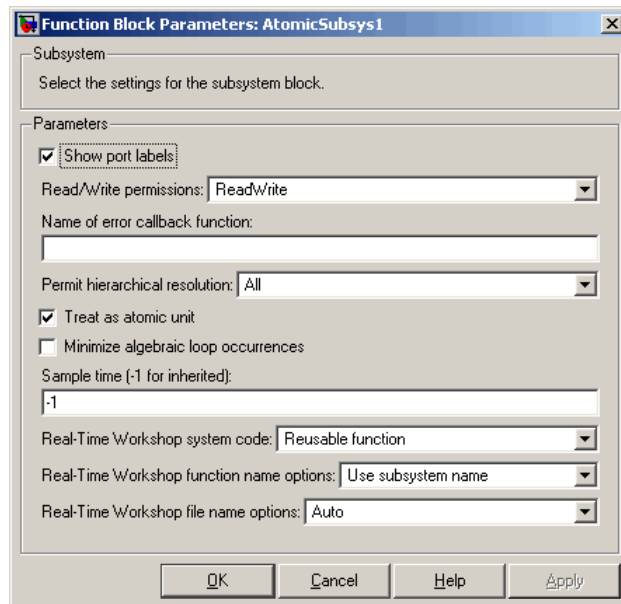 Function Block Parameters: AtomicSubsys1
Subsystem
Select the settings for the subsystem block.
Parameters
Show port labels
Read/Write permissions: ReadWrite
Name of error callback function:
Permit hierarchical resolution: All
Treat as atomic unit
Minimize algebraic loop occurrences
Sample time (-1 for inherited):
-1
Real-Time Workshop system code: Reusable function
Real-Time Workshop function name options: Use subsystem name
Real-Time Workshop file name options: Auto
OK Cancel Help Apply